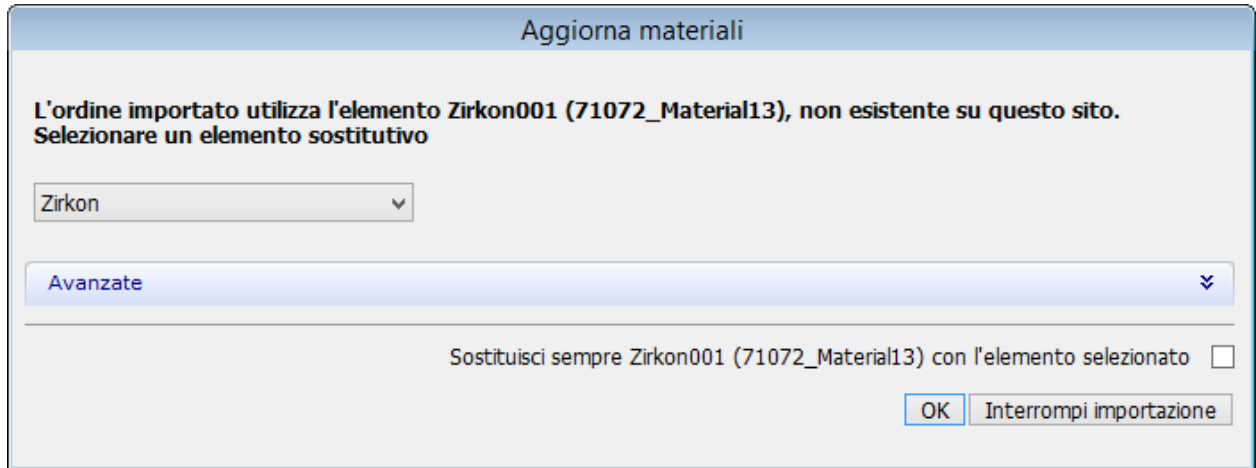 Aggiorna materiali
L'ordine importato utilizza l'elemento Zirkon001 (71072_Material13), non esistente su questo sito.
Selezionare un elemento sostitutivo
Zirkon
Avanzate
Sostituisci sempre Zirkon001 (71072_Material13) con l'elemento selezionato
OK Interrompi importazione